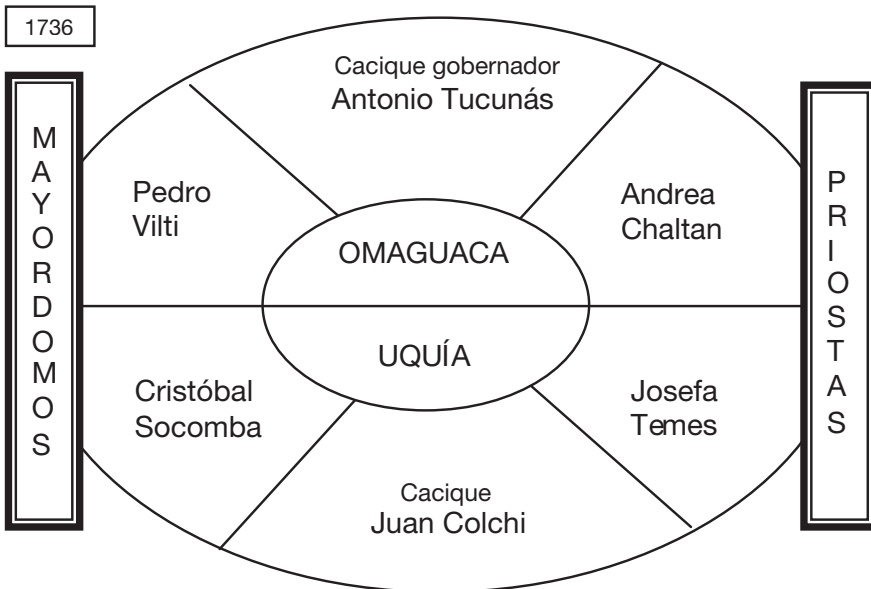 1736
Cacique gobernador
Antonio Tucunás
MAYORDOMOS
Pedro
Vilti
Andrea
Chaltan
PRIOSTAS
OMAGUACA
UQUÍA
Cristóbal
Socomba
Josefa
Temes
Cacique
Juan Colchi